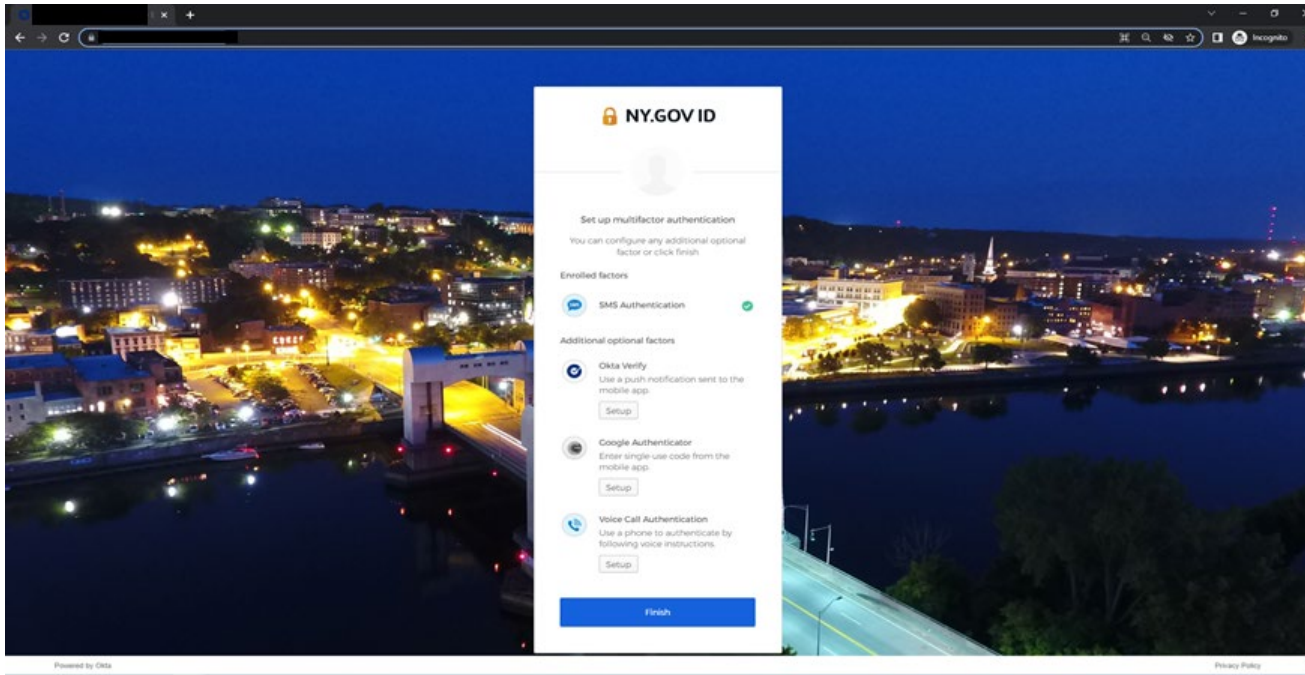 Incognito
NY.GOV ID
Set up multifactor authentication
You can configure any additional optional
factor or click finish
Enrolled factors
SMS Authentication
Additional optional factors
Okta Verify
Use a push notification sent to the
mobile app.
Setup
Google Authenticator
Enter single-use code from the
mobile app.
Setup
Voice Call Authentication
Use a phone to authenticate by
following voice instructions.
Setup
Finish
Powered by Okta
Privacy Policy